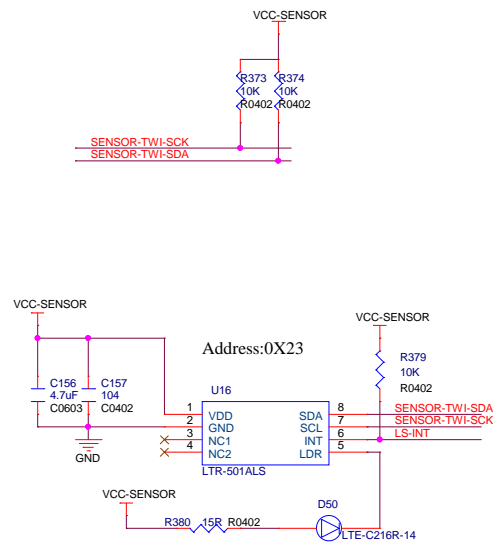 VCC-SENSOR
R373 R374
10K 10K
R0402 R0402
SENSOR-TWI-SCK
SENSOR-TWI-SDA
VCC-SENSOR
VCC-SENSOR
Address:0X23
R379
10K
R0402
C156 C157
4.7uF 104
C0603 C0402
U16
1 VDD SDA 8 SENSOR-TWI-SDA
2 GND SCL 7 SENSOR-TWI-SCK
3 NC1 INT 6 LS-INT
4 NC2 LDR 5
GND
LTR-501ALS
VCC-SENSOR
D50
R380 15R R0402
LTE-C216R-14